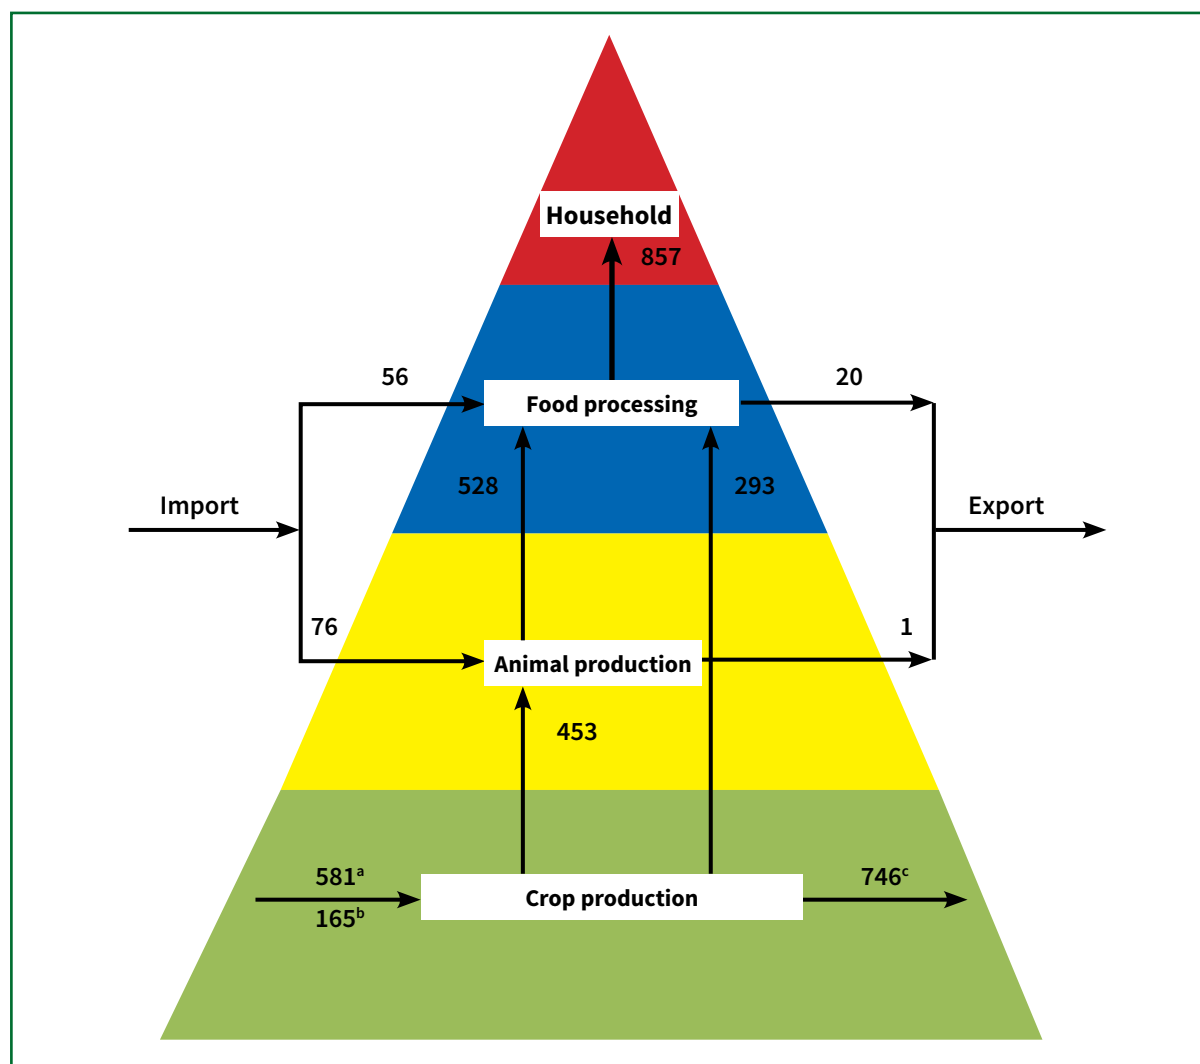 Household
857
56
20
Food processing
528
293
Import
Export
76
1
Animal production
453
581ᵃ
746ᶜ
Crop production
165ᵇ